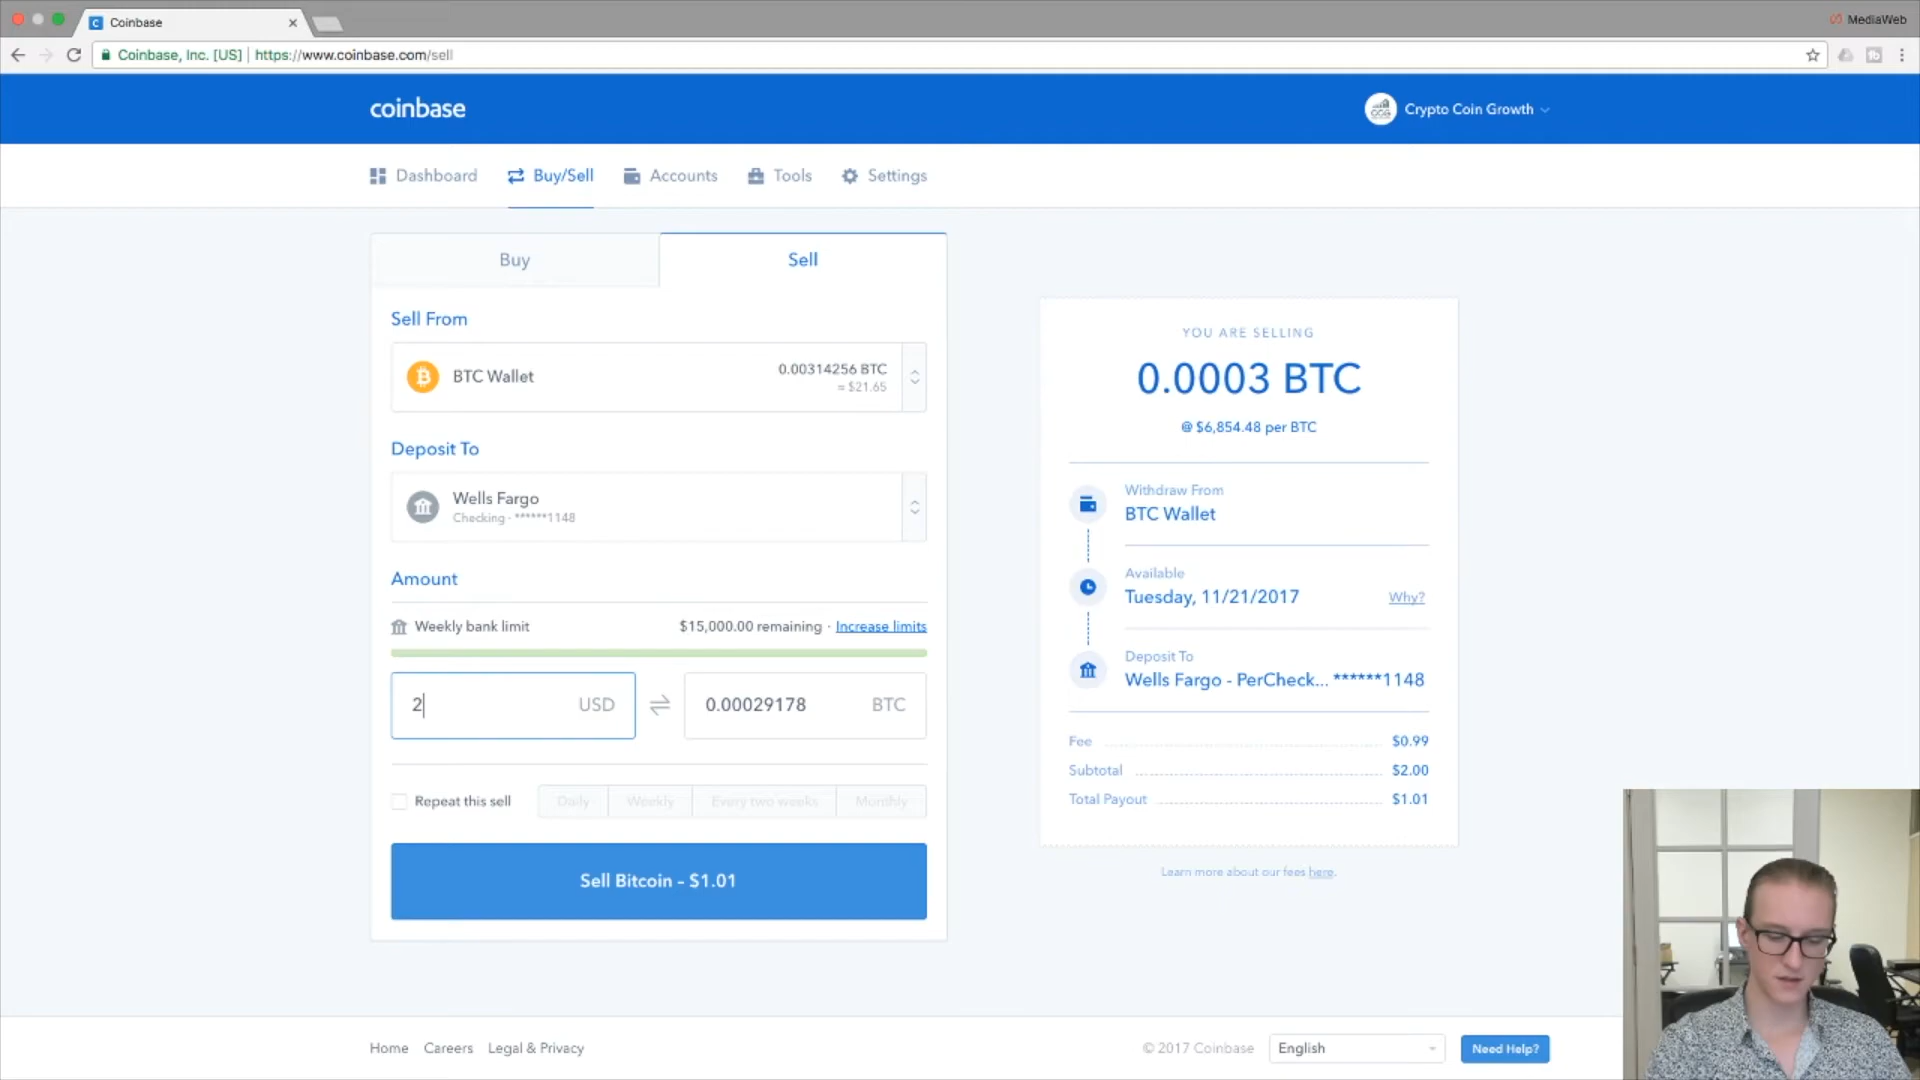 Coinbase
MediaWeb
Coinbase, Inc. [US] | https://www.coinbase.com/sell
coinbase
Crypto Coin Growth
Dashboard
Buy/Sell
Accounts
Tools
Settings
Buy
Sell
Sell From
BTC Wallet
0.00314256 BTC
= $21.65
Deposit To
Wells Fargo
Checking - ******1148
Amount
Weekly bank limit
$15,000.00 remaining · Increase limits
2 USD
0.00029178 BTC
Repeat this sell
Daily
Weekly
Every two weeks
Monthly
Sell Bitcoin - $1.01
YOU ARE SELLING
0.0003 BTC
@ $6,854.48 per BTC
Withdraw From
BTC Wallet
Available
Tuesday, 11/21/2017
Why?
Deposit To
Wells Fargo - PerCheck... ******1148
Fee $0.99
Subtotal $2.00
Total Payout $1.01
Learn more about our fees here.
Home
Careers
Legal & Privacy
© 2017 Coinbase
English
Need Help?